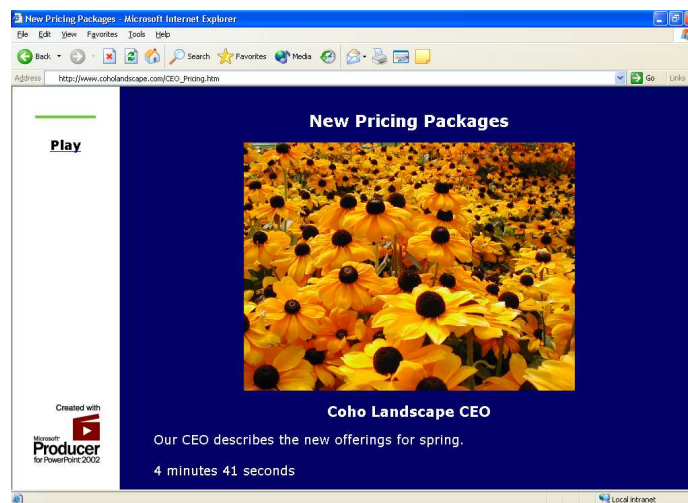 New Pricing Packages - Microsoft Internet Explorer
File Edit View Favorites Tools Help
Back Search Favorites Media
Address http://www.coholandscape.com/CEO_Pricing.htm Go Links
New Pricing Packages
Play
Coho Landscape CEO
Our CEO describes the new offerings for spring.
4 minutes 41 seconds
Created with
Microsoft
Producer
for PowerPoint 2002
Local intranet